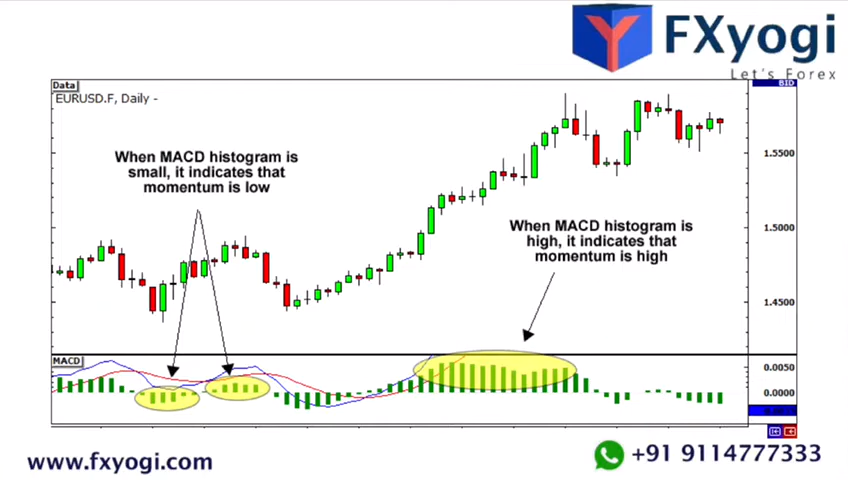 FXyogi
Let's Forex
Data
BID
EURUSD.F, Daily -
When MACD histogram is
small, it indicates that
momentum is low
1.5500
When MACD histogram is
high, it indicates that
momentum is high
1.5000
1.4500
MACD
0.0050
0.0000
www.fxyogi.com
+91 9114777333